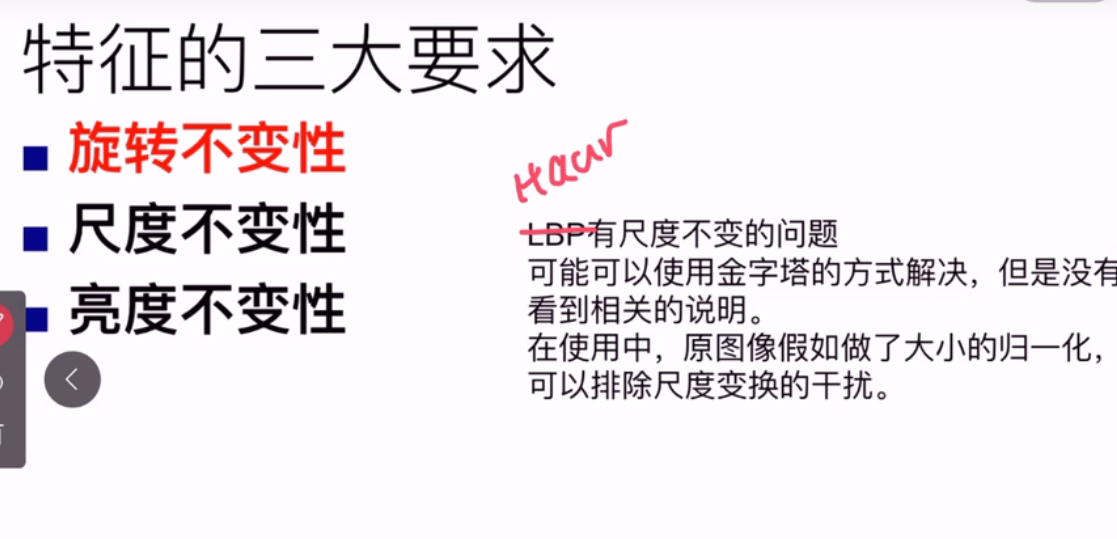 特征的三大要求
旋转不变性
尺度不变性
亮度不变性
Haar
LBP有尺度不变的问题
可能可以使用金字塔的方式解决，但是没有
看到相关的说明。
在使用中，原图像假如做了大小的归一化，
可以排除尺度变换的干扰。